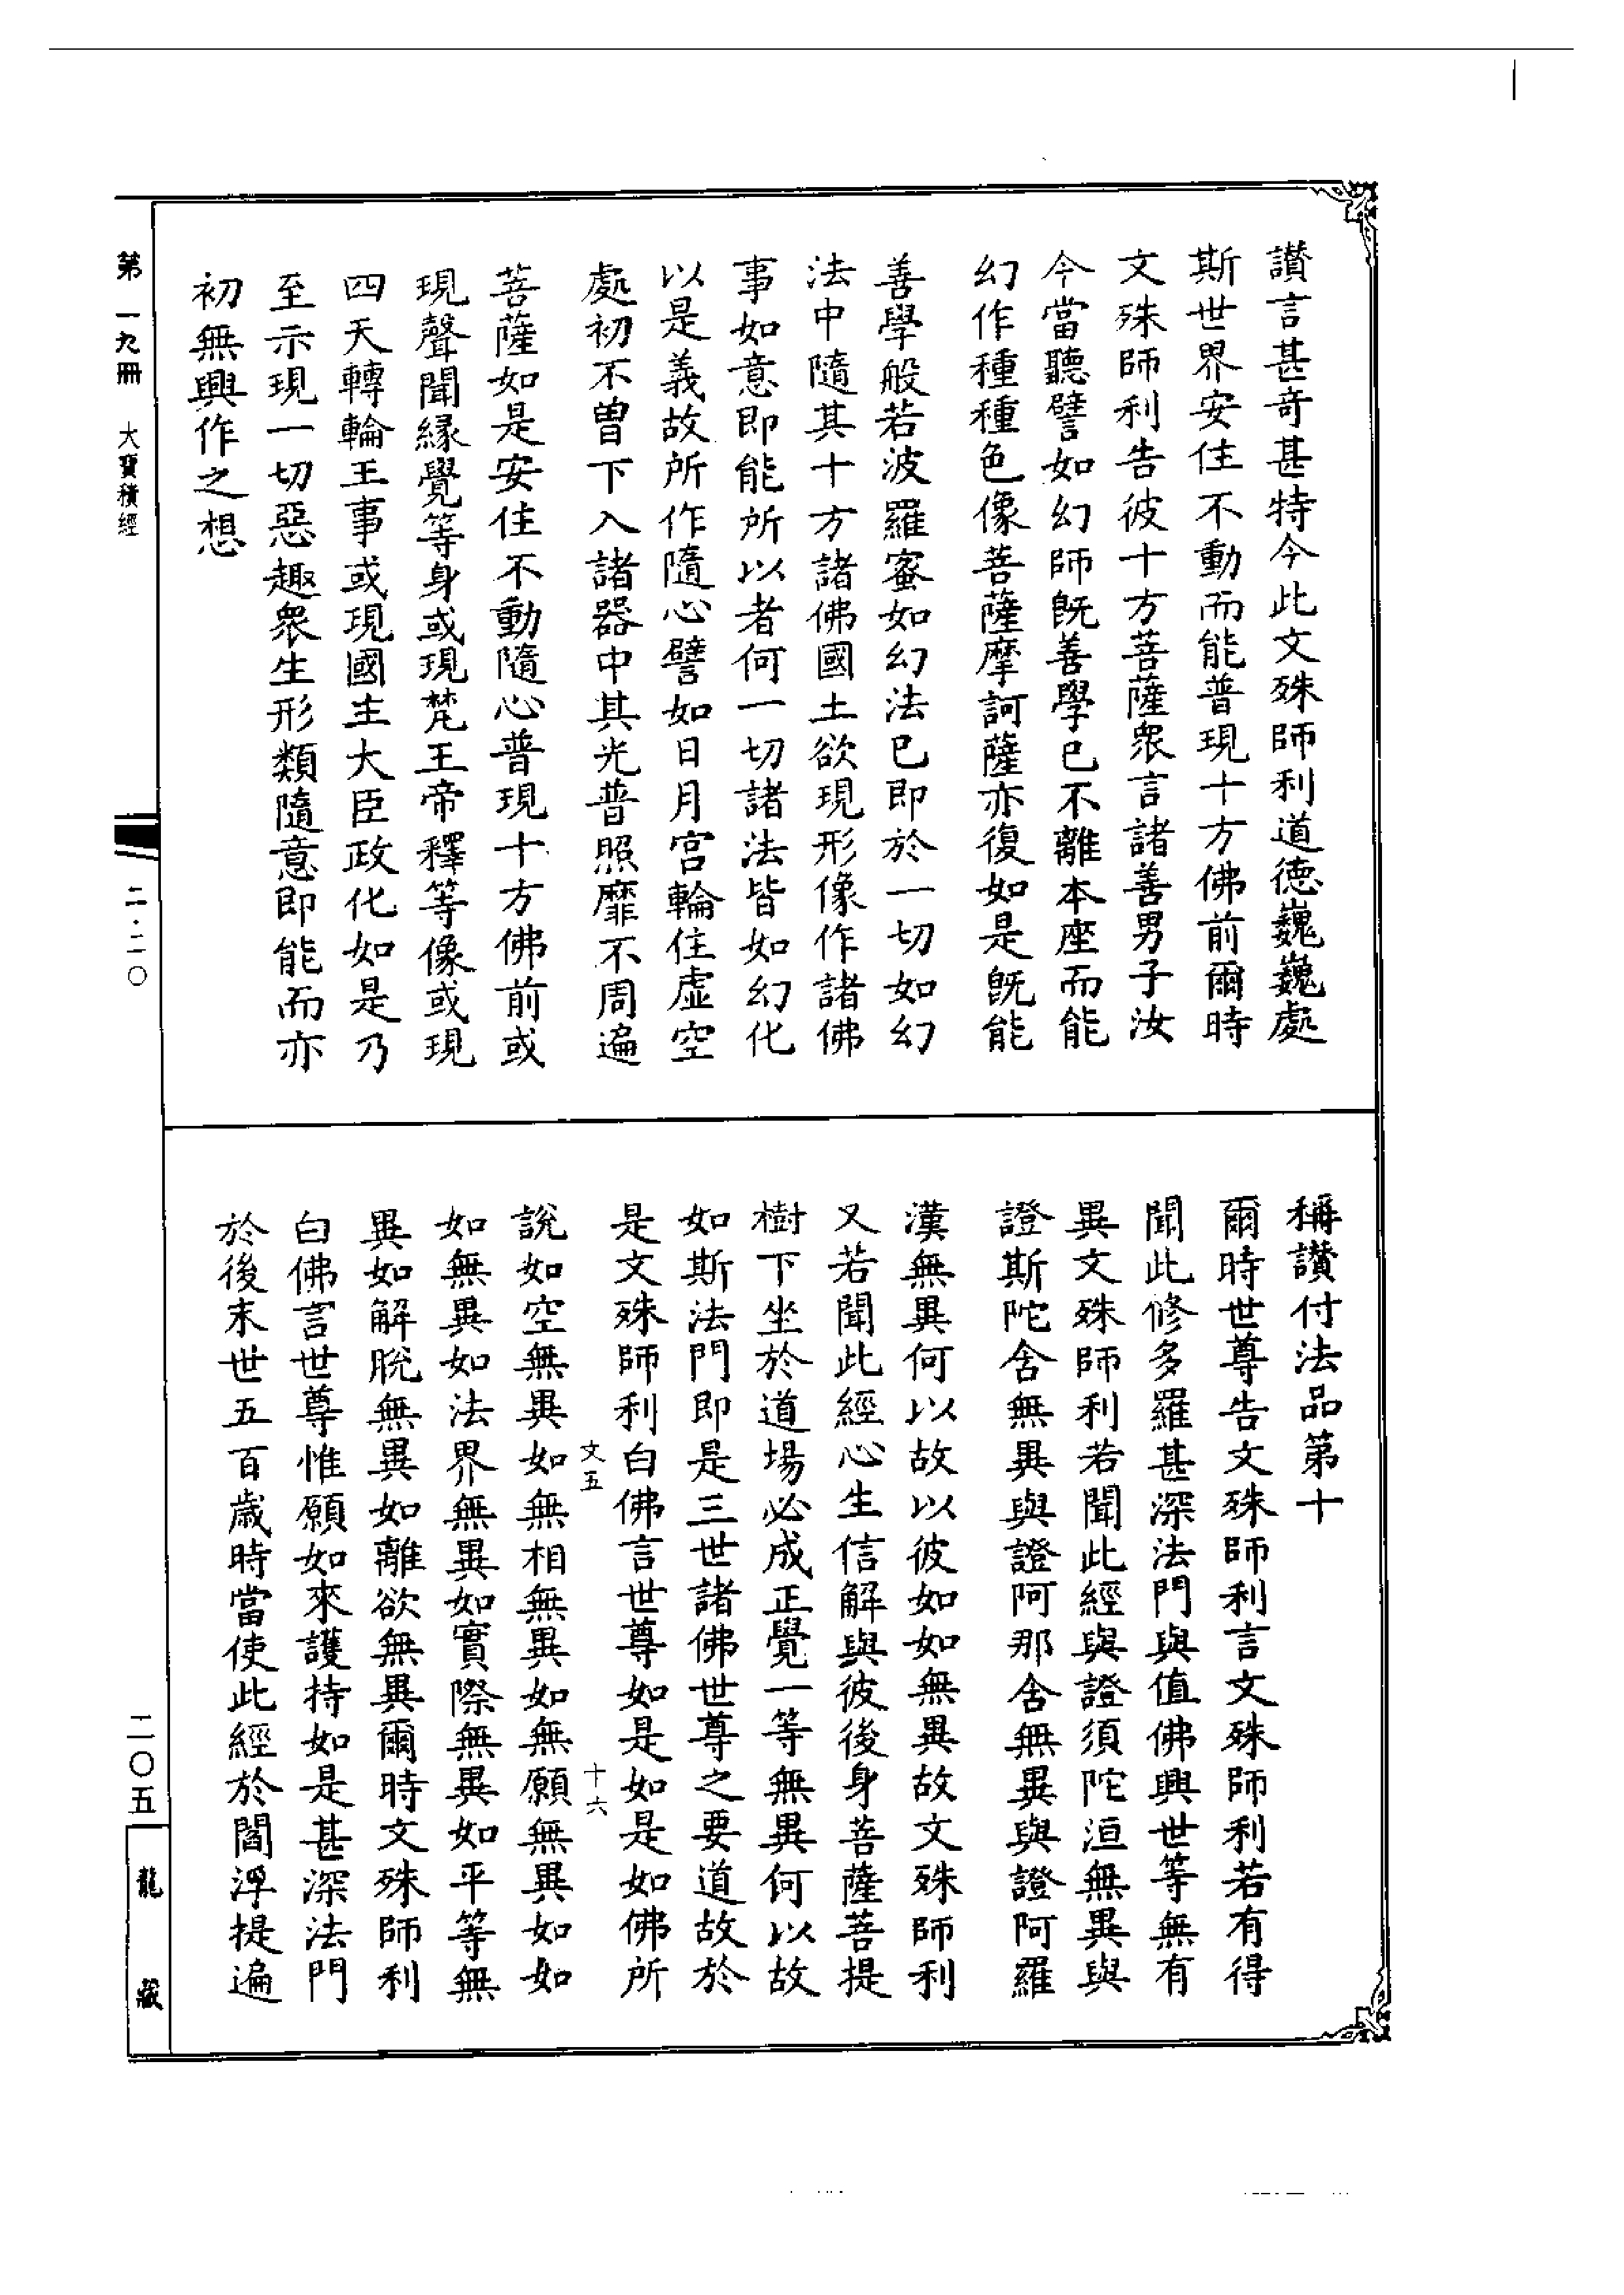 讃言甚奇甚特今此文殊師利道徳巍巍處
斯世界安住不動而能普現十方佛前爾時
文殊師利告彼十方菩薩衆言諸善男子汝
今當聽譬如幻師旣善學已不離本座而能
幻作種種色像菩薩摩訶薩亦復如是旣能
善學般若波羅蜜如幻法已即於一切如幻
法中隨其十方諸佛國土欲現形像作諸佛
事如意即能所以者何一切諸法皆如幻化
以是義故所作隨心譬如日月宮輪住虛空
處初不曾下入諸器中其光普照靡不周遍
菩薩如是安住不動隨心普現十方佛前或
現聲聞緣覺等身或現梵王帝釋等像或現
四天轉輪王事或現國主大臣政化如是乃
至示現一切惡趣衆生形類隨意即能而亦
初無興作之想
稱讃付法品第十
爾時世尊告文殊師利言文殊師利若有得
聞此修多羅甚深法門與值佛興世等無有
異文殊師利若聞此經與證須陀洹無異與
證斯陀含無異與證阿那含無異與證阿羅
漢無異何以故以彼如如無異故文殊師利
又若聞此經心生信解與彼後身菩薩菩提
樹下坐於道場必成正覺一等無異何以故
如斯法門即是三世諸佛世尊之要道故於
是文殊師利白佛言世尊如是如是如佛所
文五 十六
說如空無異如無相無異如無願無異如如
如無異如法界無異如實際無異如平等無
異如解脫無異如離欲無異爾時文殊師利
白佛言世尊惟願如來護持如是甚深法門
於後末世五百歲時當使此經於閻浮提遍
第一九冊 大寶積經
二·二〇
二〇五
龍藏